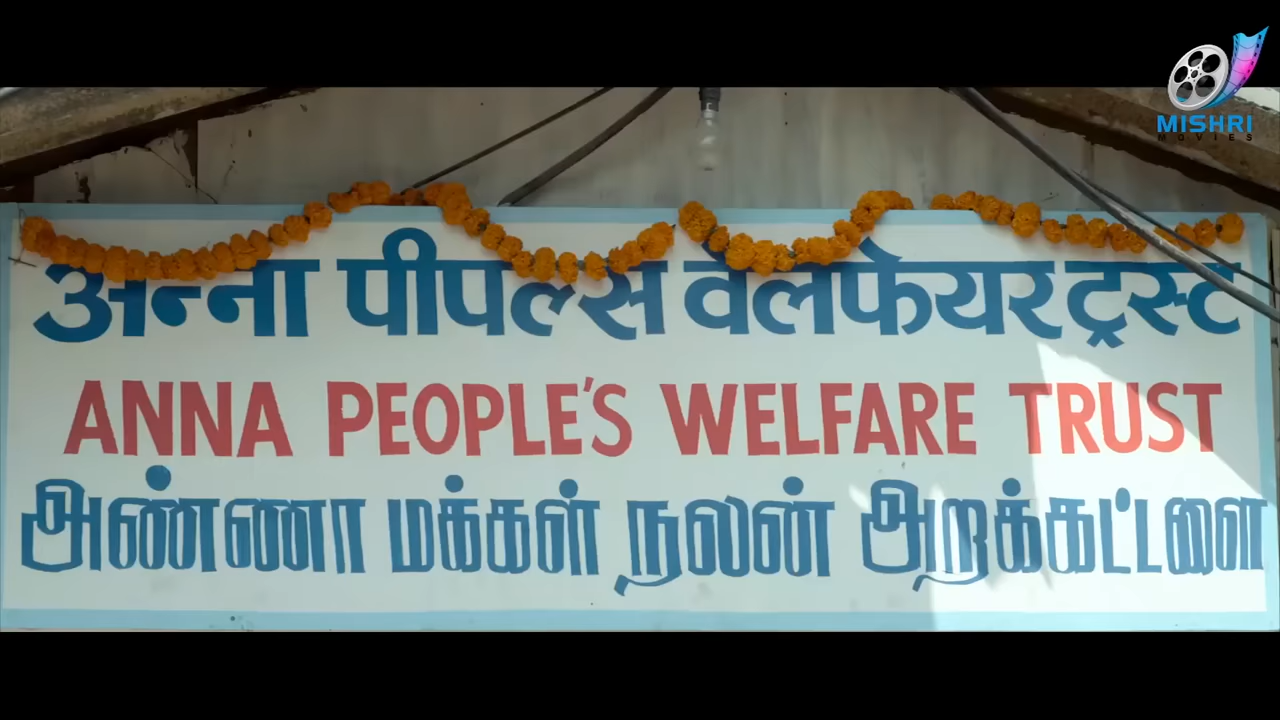 MISHRI
MOVIES
अन्ना पीपल्स वेलफेयर ट्रस्ट
ANNA PEOPLE'S WELFARE TRUST
அண்ணா மக்கள் நலன் அறக்கட்டளை